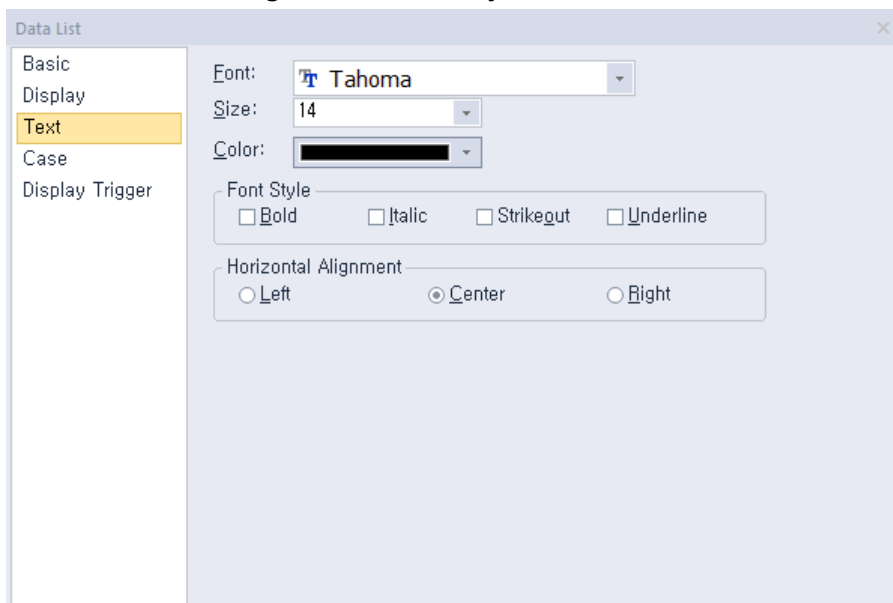 Data List
Basic
Display
Text
Case
Display Trigger
Font: Tahoma
Size: 14
Color:
Font Style
Bold Italic Strikeout Underline
Horizontal Alignment
Left Center Right